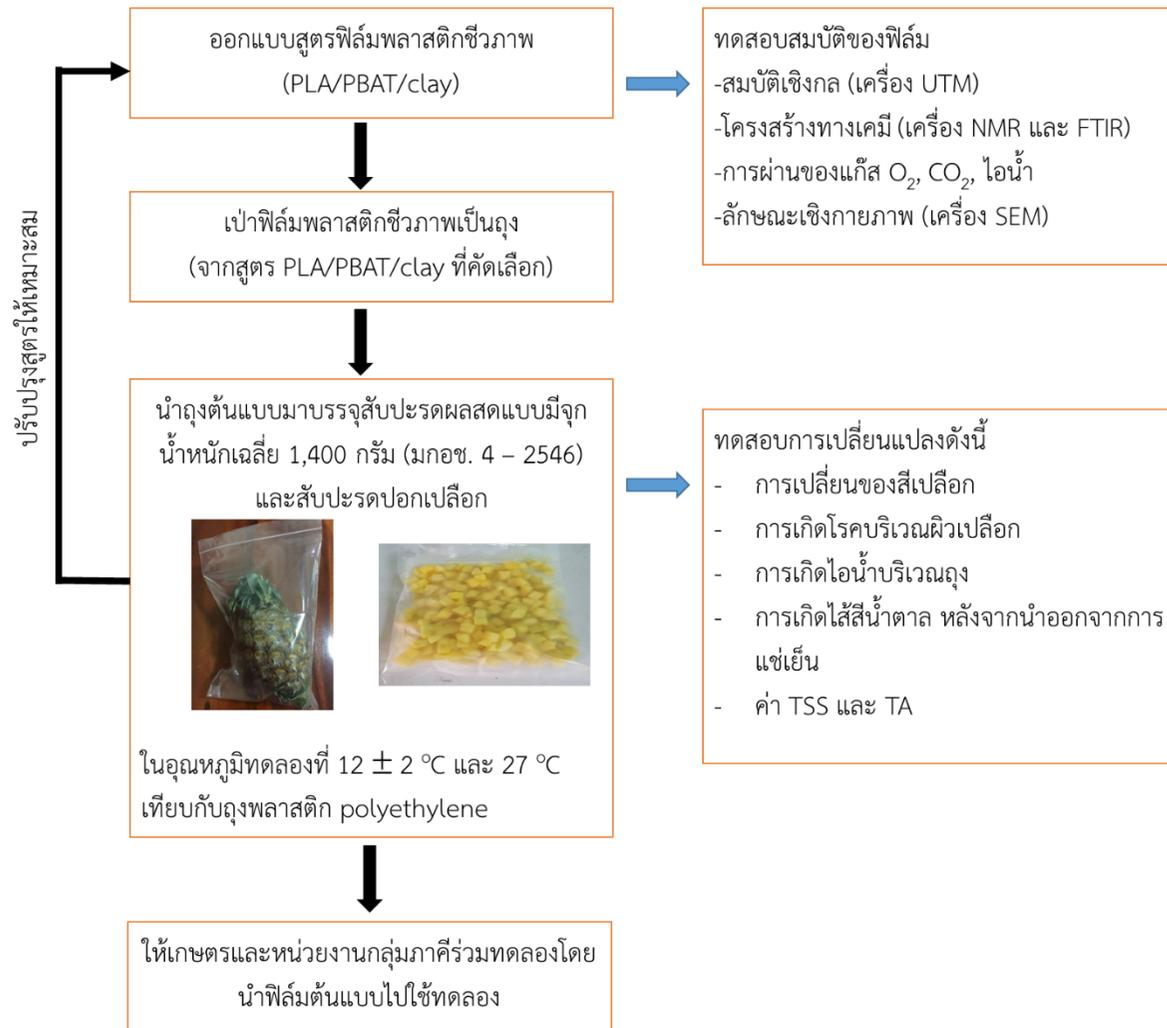 ออกแบบสูตรฟิล์มพลาสติกชีวภาพ
(PLA/PBAT/clay)
ทดสอบสมบัติของฟิล์ม
-สมบัติเชิงกล (เครื่อง UTM)
-โครงสร้างทางเคมี (เครื่อง NMR และ FTIR)
-การผ่านของแก๊ส O₂, CO₂, ไอน้ำ
-ลักษณะเชิงกายภาพ (เครื่อง SEM)
เป่าฟิล์มพลาสติกชีวภาพเป็นถุง
(จากสูตร PLA/PBAT/clay ที่คัดเลือก)
ปรับปรุงสูตรให้เหมาะสม
นำถุงต้นแบบมาบรรจุสับปะรดผลสดแบบมีจุก
น้ำหนักเฉลี่ย 1,400 กรัม (มกอช. 4 – 2546)
และสับปะรดปอกเปลือก
ในอุณหภูมิทดลองที่ 12 ± 2 °C และ 27 °C
เทียบกับถุงพลาสติก polyethylene
ทดสอบการเปลี่ยนแปลงดังนี้
- การเปลี่ยนของสีเปลือก
- การเกิดโรคบริเวณผิวเปลือก
- การเกิดไอน้ำบริเวณถุง
- การเกิดไส้สีน้ำตาล หลังจากนำออกจากการ
แช่เย็น
- ค่า TSS และ TA
ให้เกษตรและหน่วยงานกลุ่มภาคีร่วมทดลองโดย
นำฟิล์มต้นแบบไปใช้ทดลอง